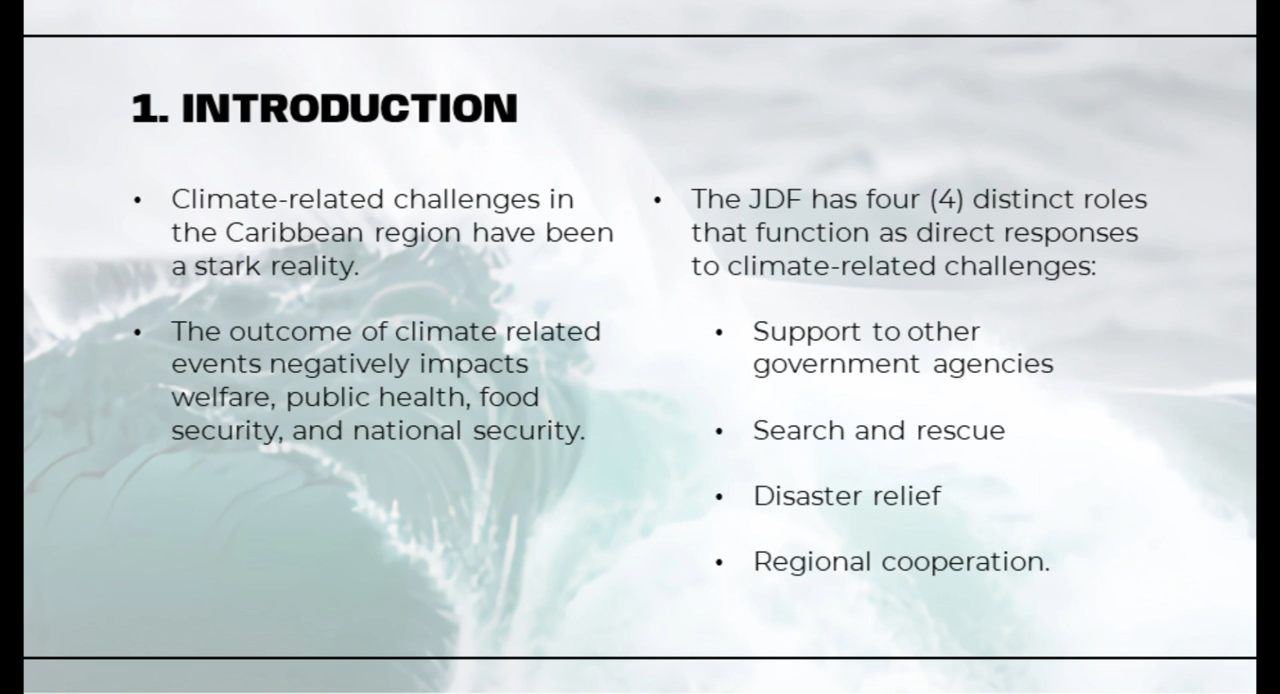 1. INTRODUCTION
• Climate-related challenges in
the Caribbean region have been
a stark reality.
• The outcome of climate related
events negatively impacts
welfare, public health, food
security, and national security.
• The JDF has four (4) distinct roles
that function as direct responses
to climate-related challenges:
• Support to other
government agencies
• Search and rescue
• Disaster relief
• Regional cooperation.